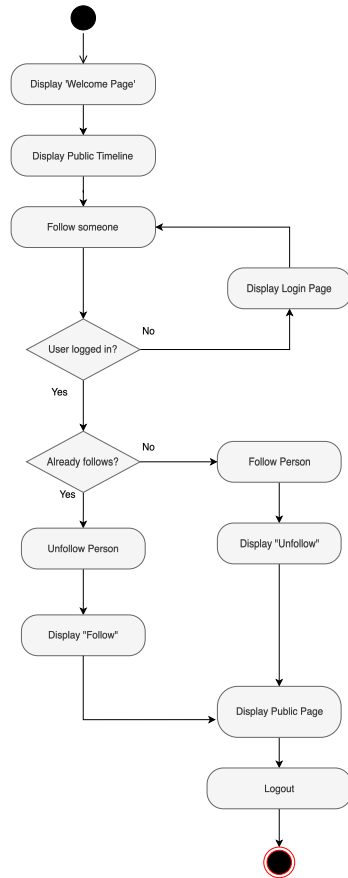 Display 'Welcome Page'
Display Public Timeline
Follow someone
Display Login Page
No
User logged in?
Yes
No
Already follows?
Follow Person
Yes
Unfollow Person
Display "Unfollow"
Display "Follow"
Display Public Page
Logout